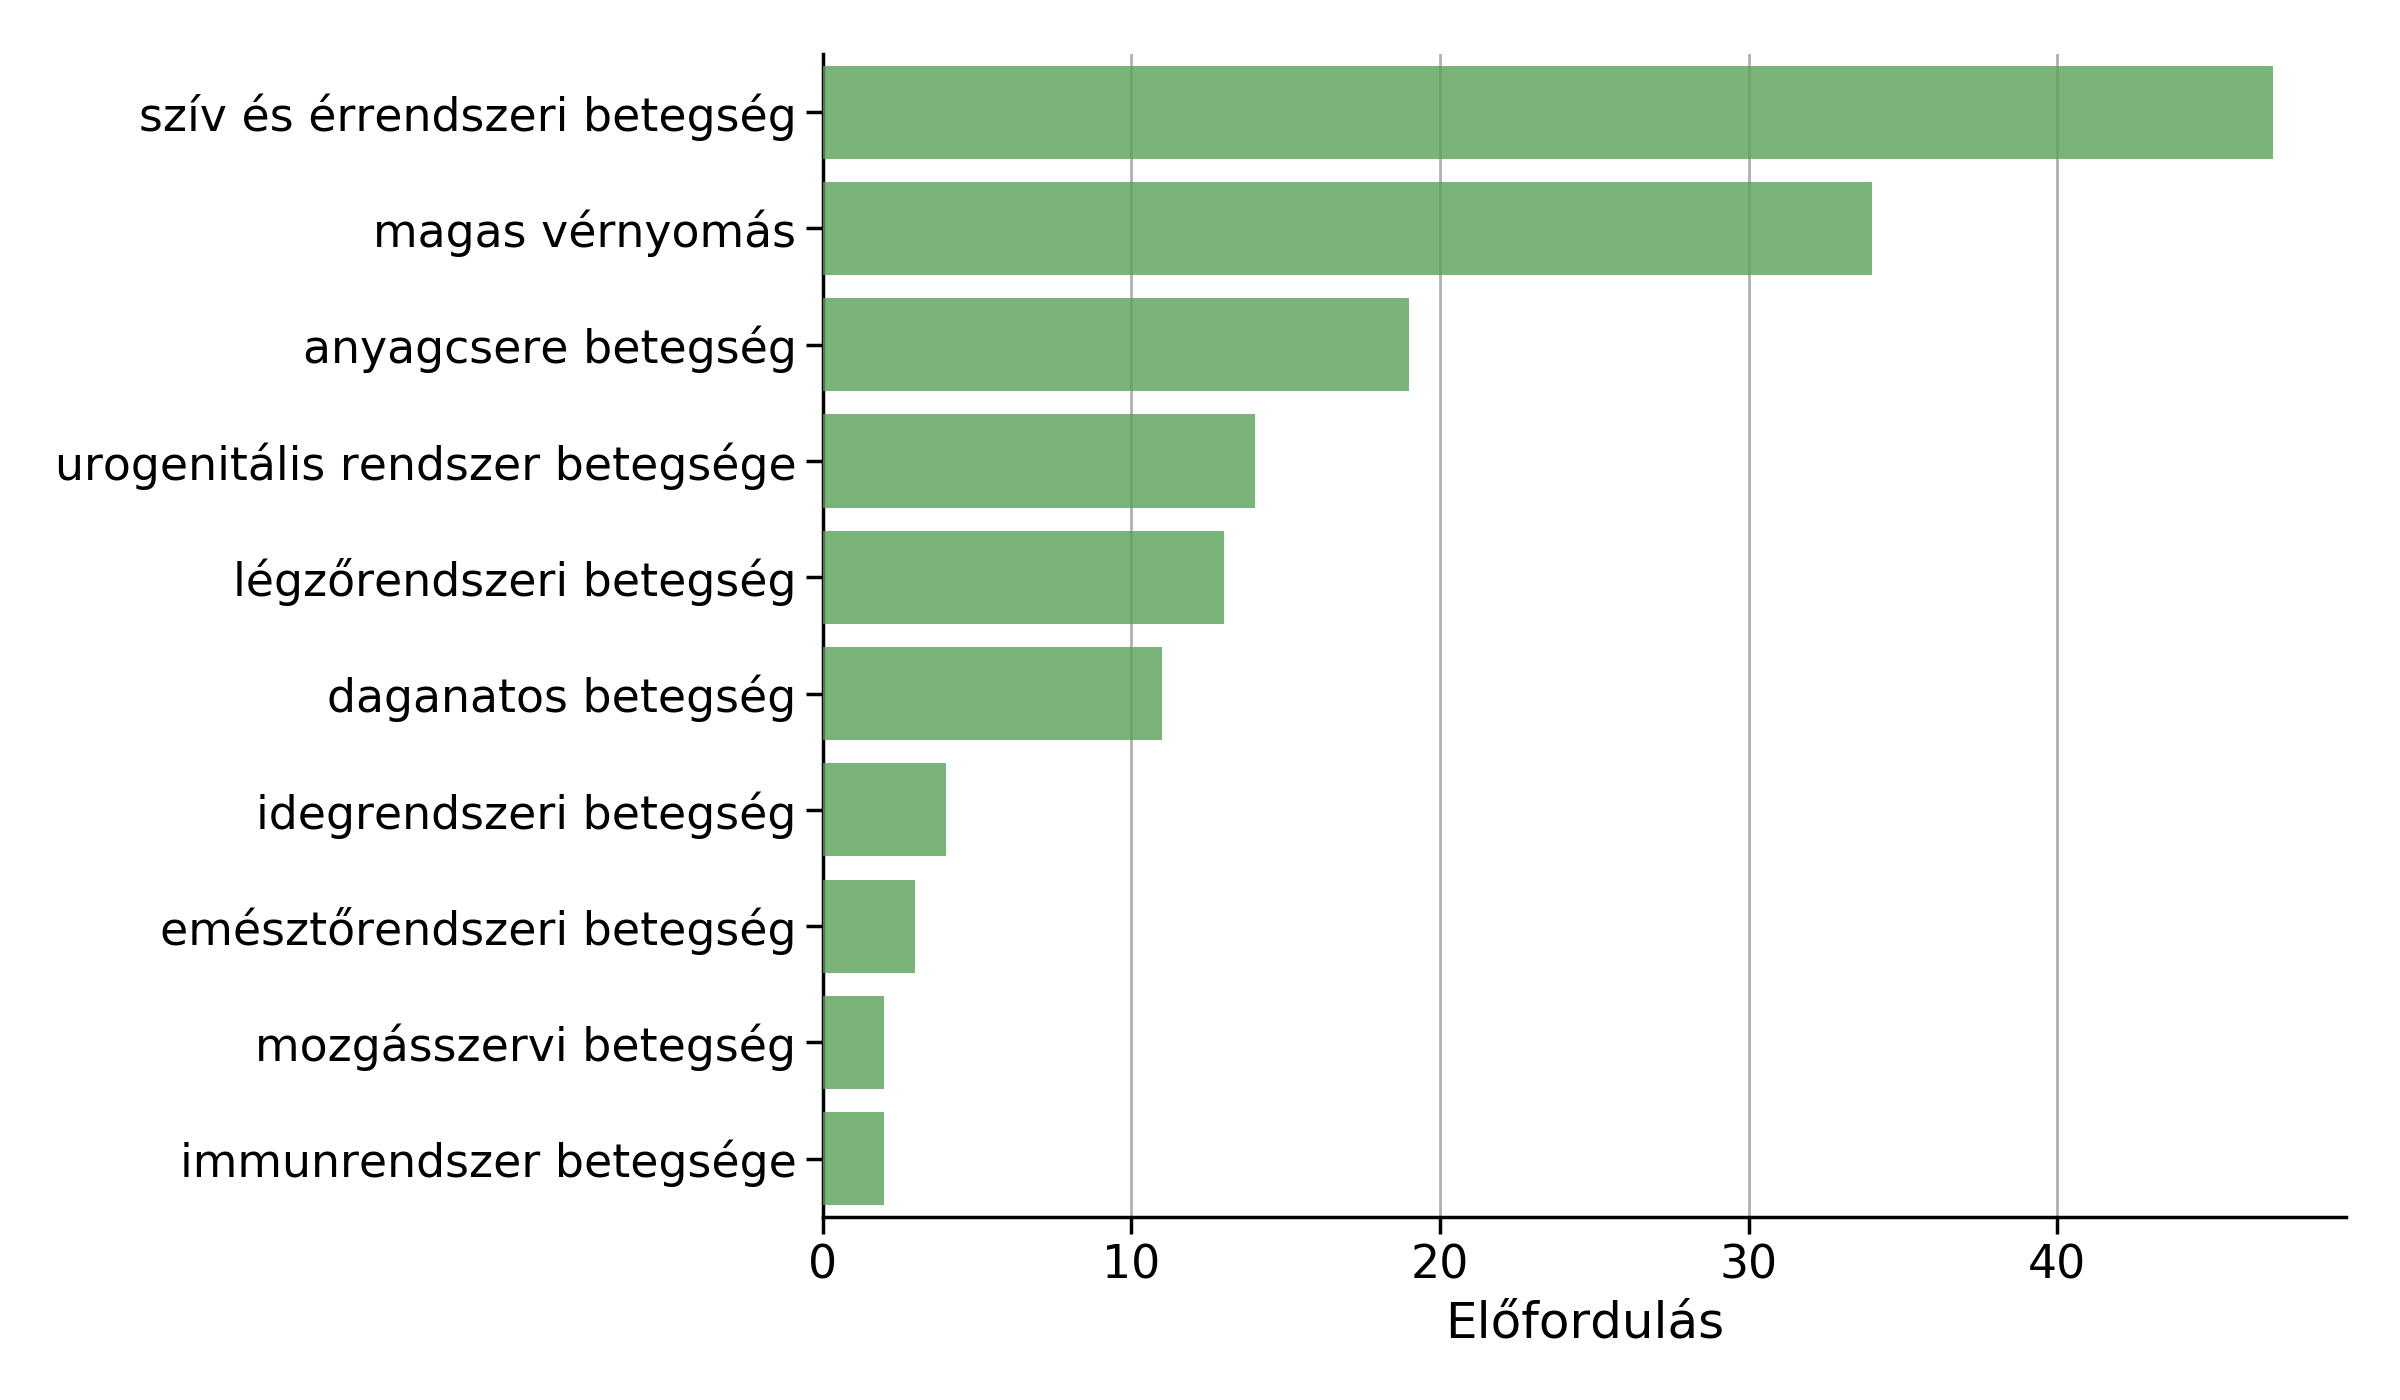 szív és érrendszeri betegség
magas vérnyomás
anyagcsere betegség
urogenitális rendszer betegsége
légzőrendszeri betegség
daganatos betegség
idegrendszeri betegség
emésztőrendszeri betegség
mozgásszervi betegség
immunrendszer betegsége
0 10 20 30 40
Előfordulás